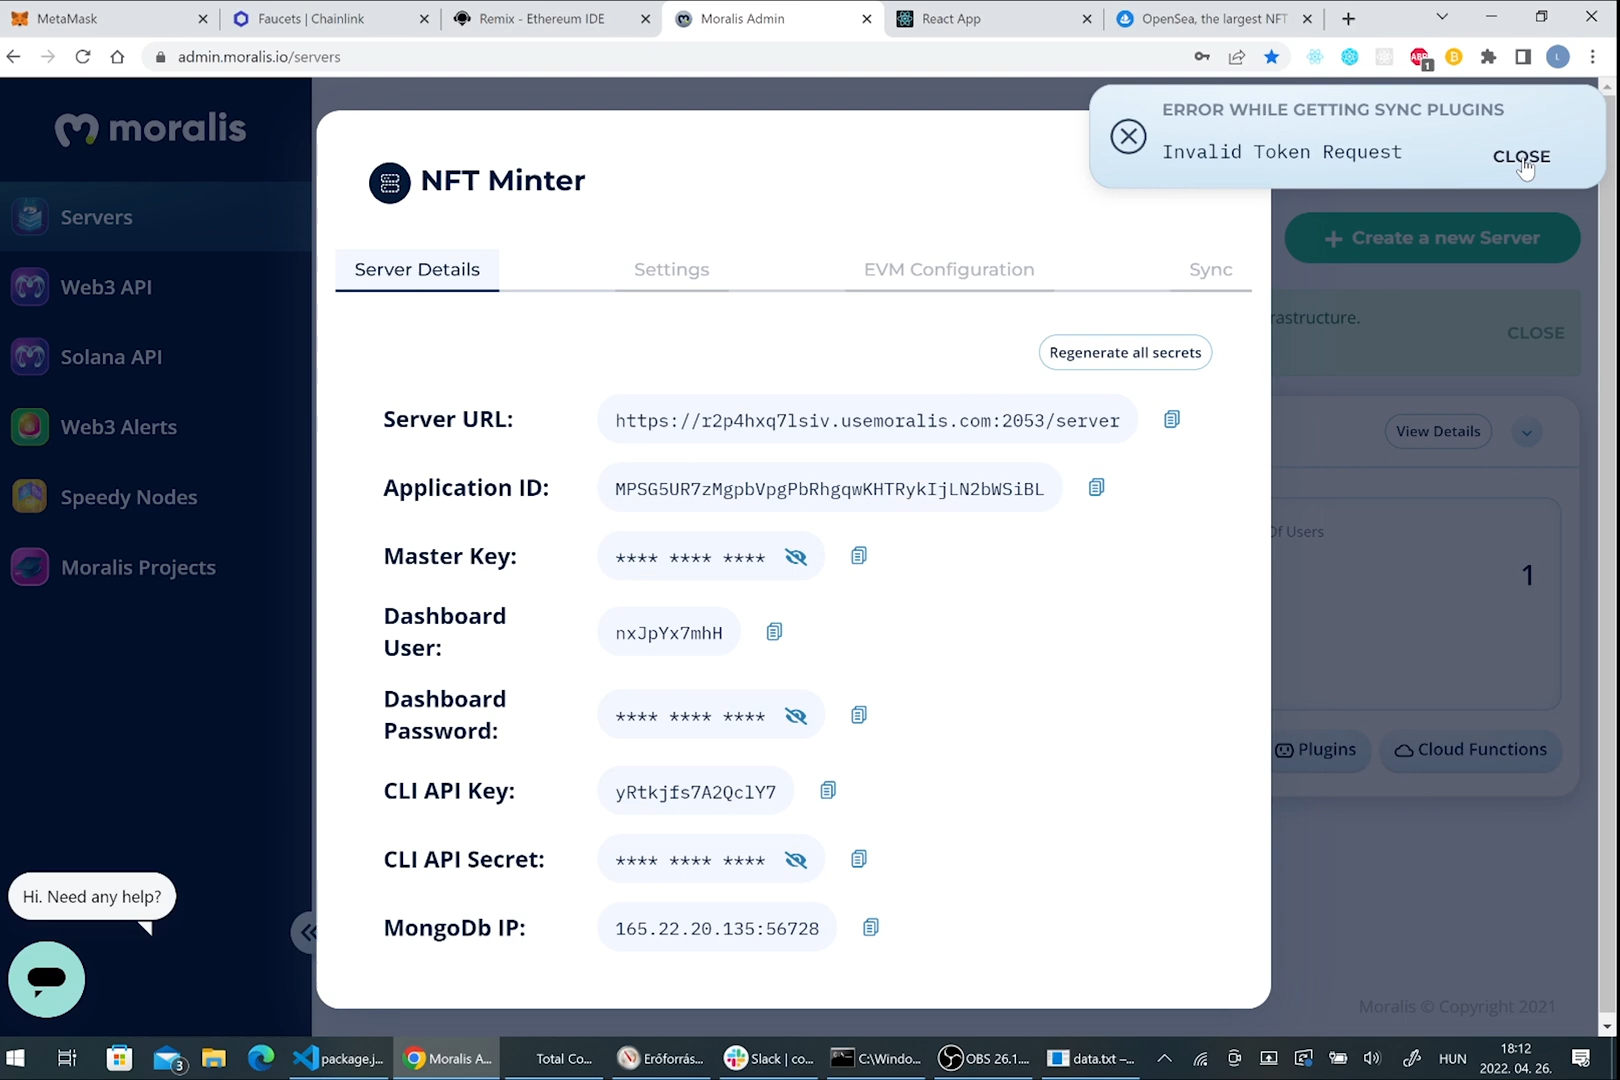 MetaMask
Faucets | Chainlink
Remix - Ethereum IDE
Moralis Admin
React App
OpenSea, the largest NFT
admin.moralis.io/servers
ABP
1
L
moralis
Servers
Web3 API
Solana API
Web3 Alerts
Speedy Nodes
Moralis Projects
Hi. Need any help?
ERROR WHILE GETTING SYNC PLUGINS
Invalid Token Request
CLOSE
NFT Minter
Create a new Server
Server Details
Settings
EVM Configuration
Sync
rastructure.
CLOSE
Regenerate all secrets
Server URL:
https://r2p4hxq7lsiv.usemoralis.com:2053/server
View Details
Application ID:
MPSG5UR7zMgpbVpgPbRhgqwKHTRykIjLN2bWSiBL
Of Users
1
Master Key:
**** **** ****
Dashboard
User:
nxJpYx7mhH
Dashboard
Password:
**** **** ****
Plugins
Cloud Functions
CLI API Key:
yRtkjfs7A2QclY7
CLI API Secret:
**** **** ****
MongoDb IP:
165.22.20.135:56728
Moralis © Copyright 2021
3
package.j...
Moralis A...
Total Co...
Erőforrás...
Slack | co...
C:\Windo...
OBS 26.1....
data.txt –...
HUN
18:12
2022. 04. 26.